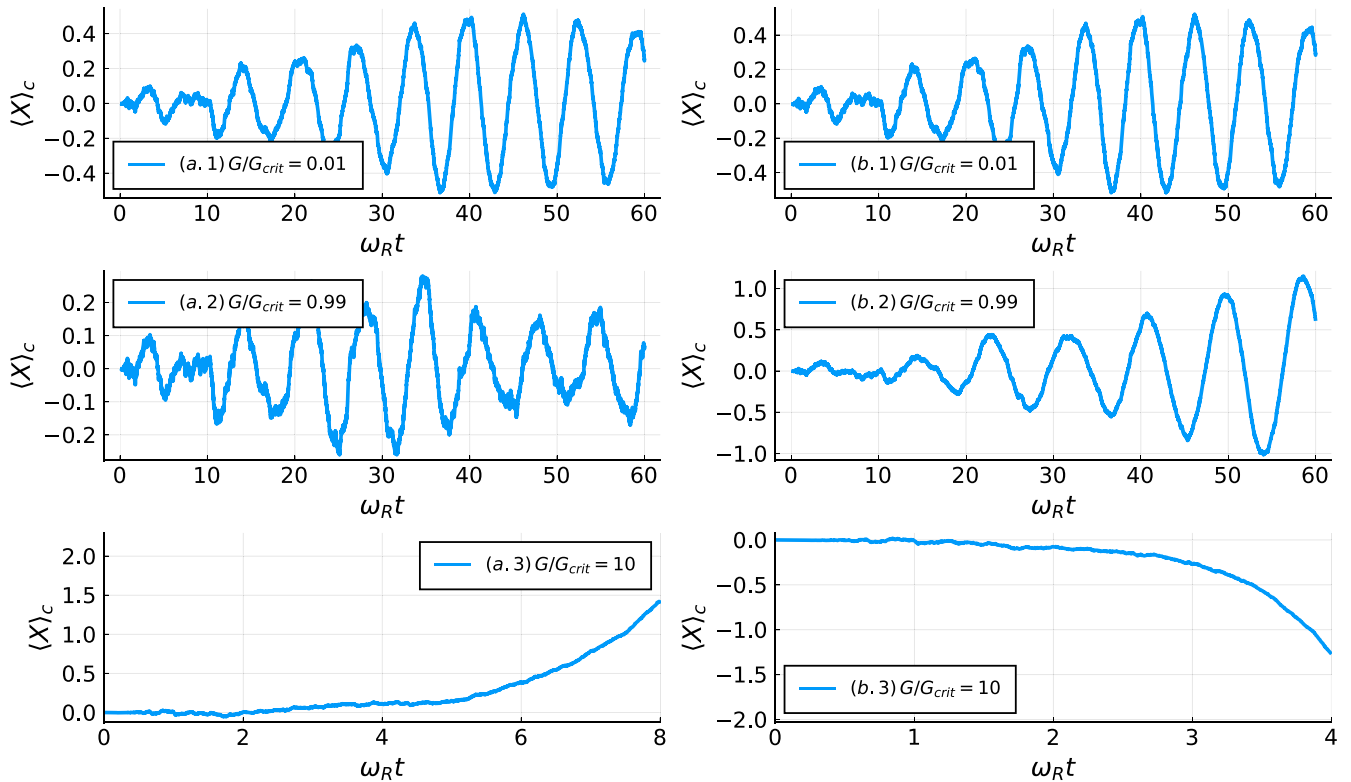 0.4
0.2
0.0
−0.2
−0.4
⟨X⟩c
(a.1) G/Gcrit = 0.01
0 10 20 30 40 50 60
ωRt
0.4
0.2
0.0
−0.2
−0.4
⟨X⟩c
(b.1) G/Gcrit = 0.01
0 10 20 30 40 50 60
ωRt
0.2
0.1
0.0
−0.1
−0.2
⟨X⟩c
(a.2) G/Gcrit = 0.99
0 10 20 30 40 50 60
ωRt
1.0
0.5
0.0
−0.5
−1.0
⟨X⟩c
(b.2) G/Gcrit = 0.99
0 10 20 30 40 50 60
ωRt
2.0
1.5
1.0
0.5
0.0
⟨X⟩c
(a.3) G/Gcrit = 10
0 2 4 6 8
ωRt
0.0
−0.5
−1.0
−1.5
−2.0
⟨X⟩c
(b.3) G/Gcrit = 10
0 1 2 3 4
ωRt